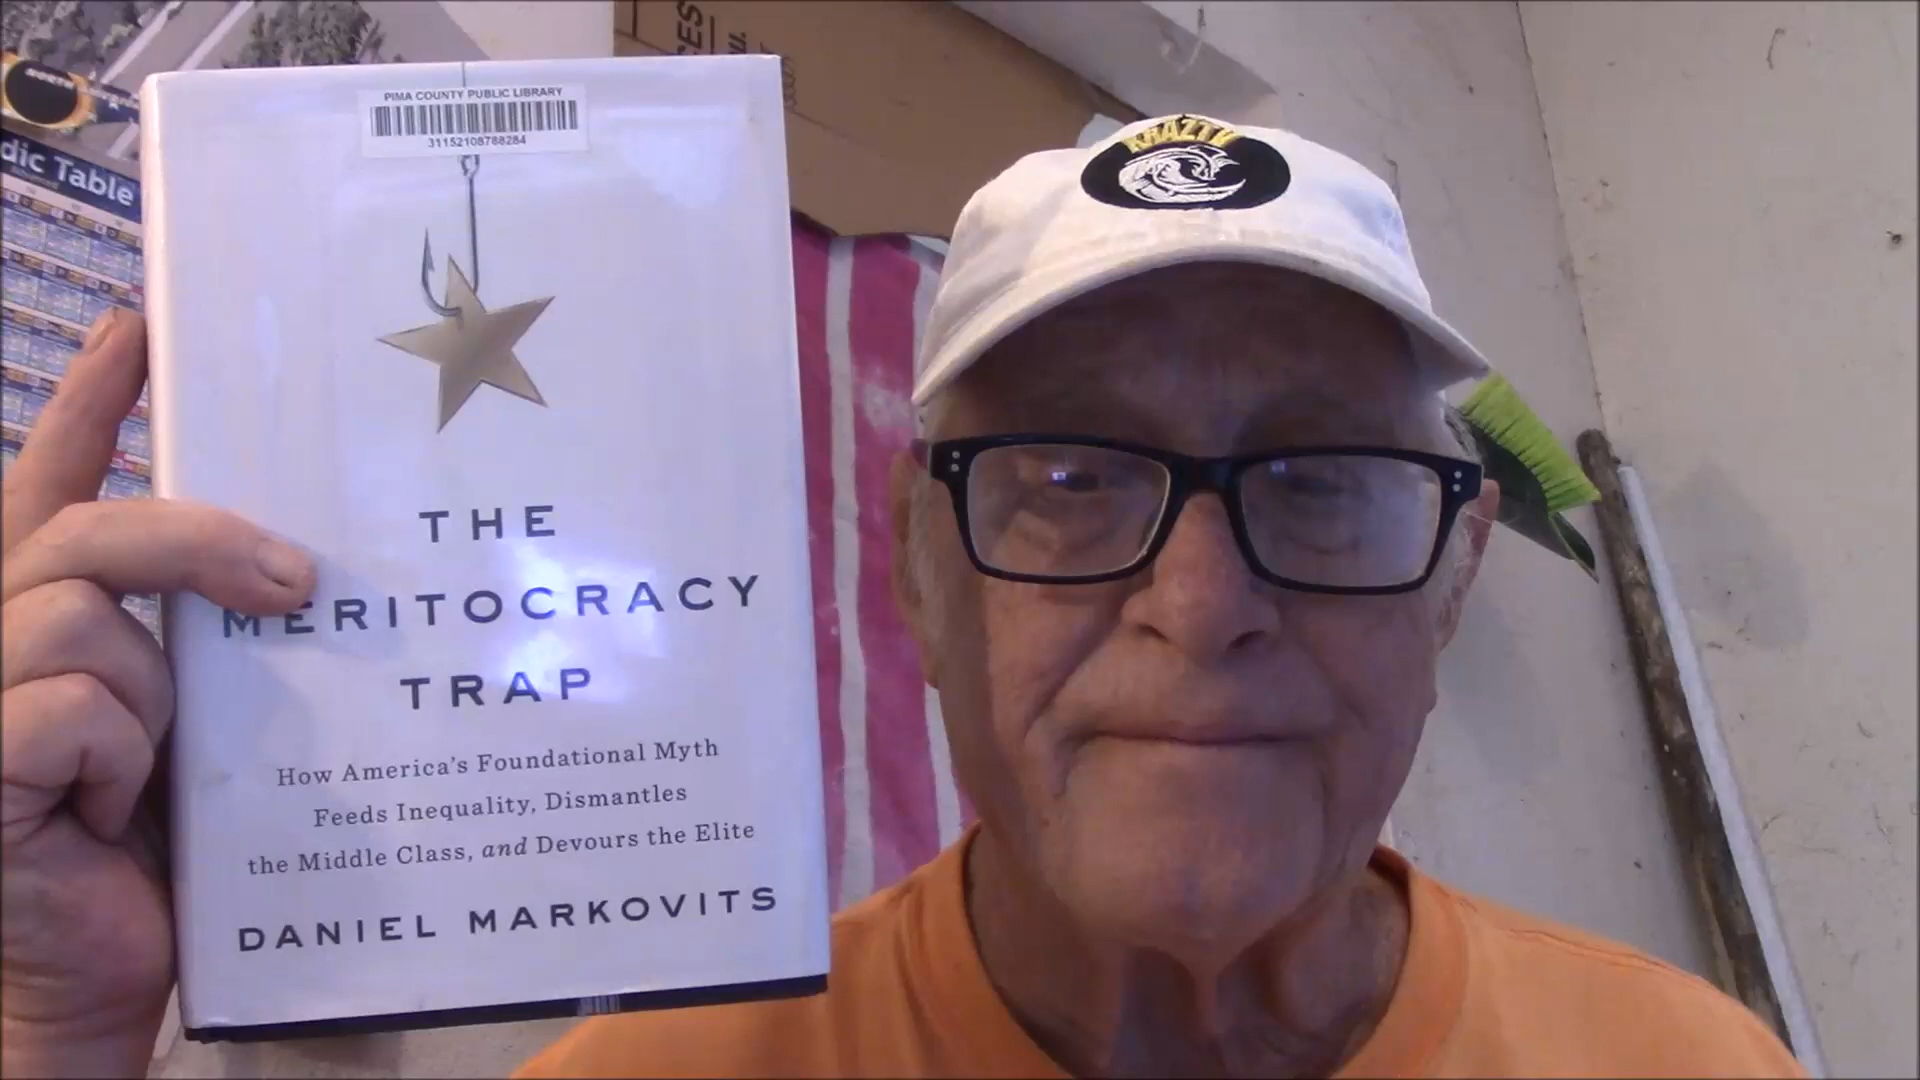 PIMA COUNTY PUBLIC LIBRARY
31152108788284
THE
MERITOCRACY
TRAP
How America's Foundational Myth
Feeds Inequality, Dismantles
the Middle Class, and Devours the Elite
DANIEL MARKOVITS
dic Table
NORTH